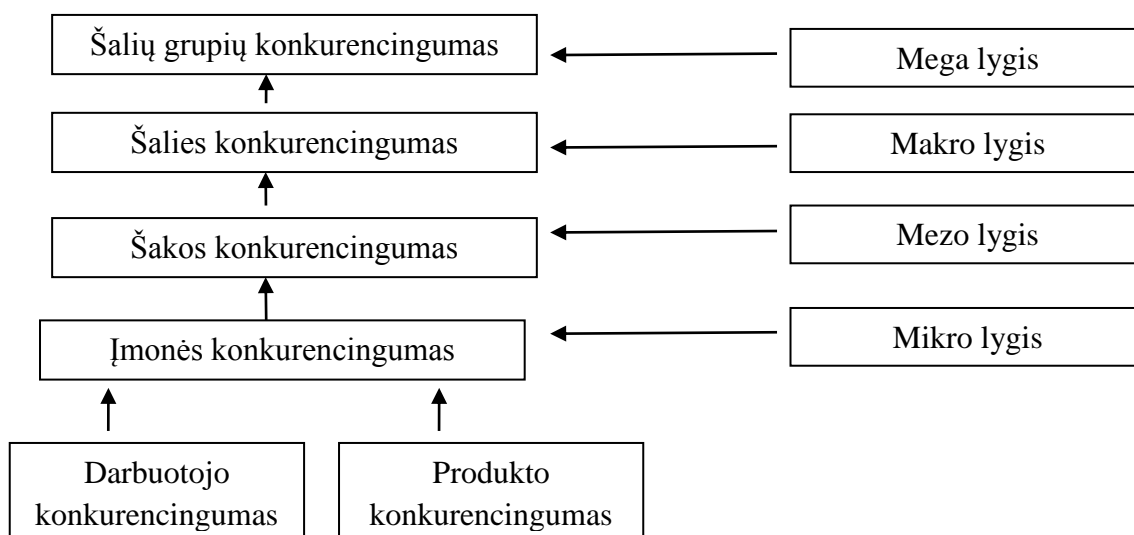 Šalių grupių konkurencingumas
Mega lygis
Šalies konkurencingumas
Makro lygis
Šakos konkurencingumas
Mezo lygis
Įmonės konkurencingumas
Mikro lygis
Darbuotojo
konkurencingumas
Produkto
konkurencingumas